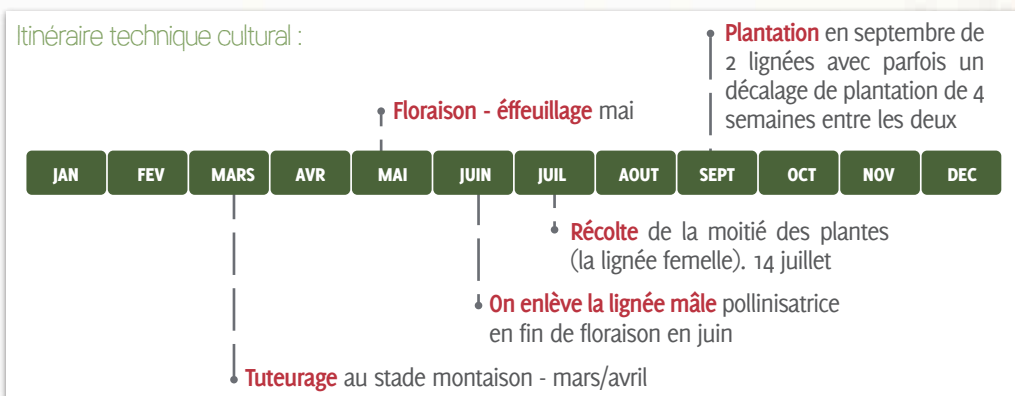 Itinéraire technique cultural :
Plantation en septembre de
2 lignées avec parfois un
décalage de plantation de 4
semaines entre les deux
Floraison - éffeuillage mai
JAN FEV MARS AVR MAI JUIN JUIL AOUT SEPT OCT NOV DEC
Récolte de la moitié des plantes
(la lignée femelle). 14 juillet
On enlève la lignée mâle pollinisatrice
en fin de floraison en juin
Tuteurage au stade montaison - mars/avril